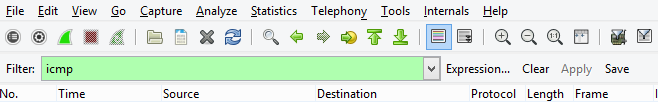 File Edit View Go Capture Analyze Statistics Telephony Tools Internals Help
Filter: icmp Expression... Clear Apply Save
No. Time Source Destination Protocol Length Frame